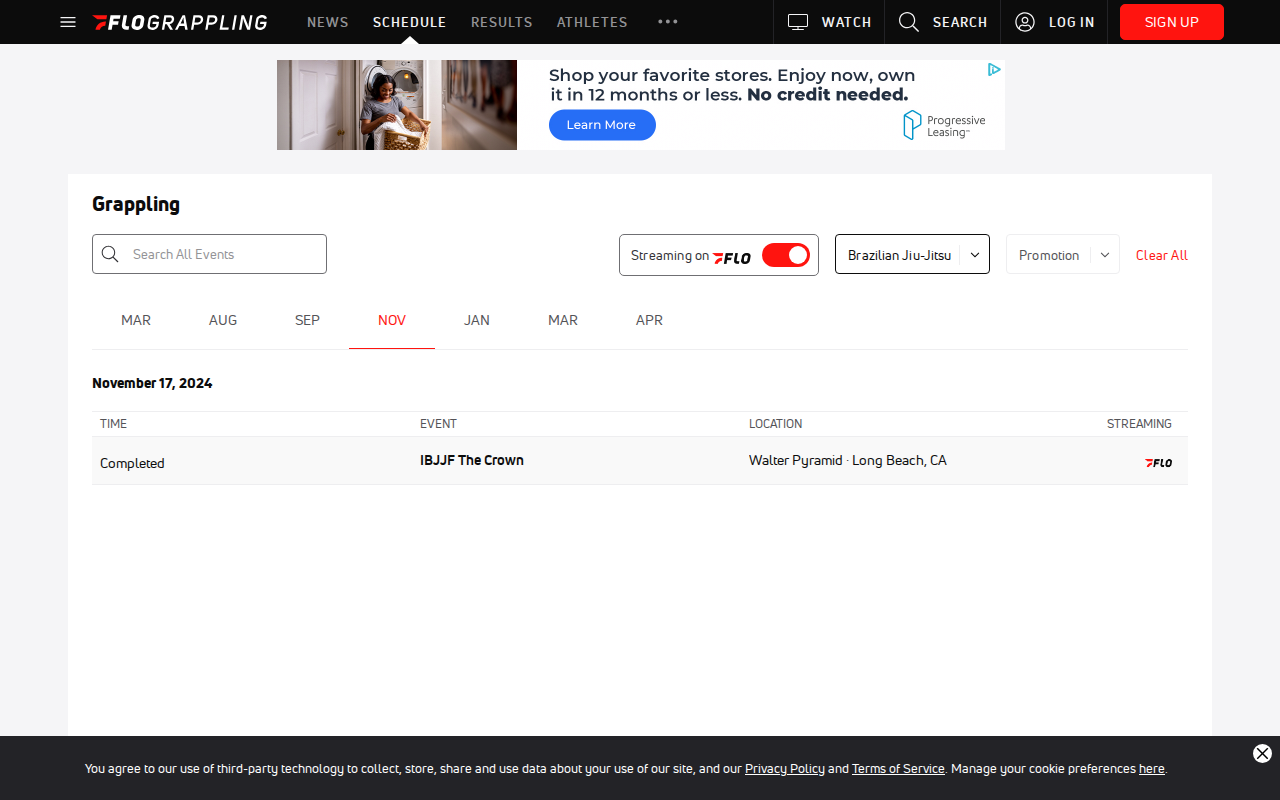 FLOGRAPPLING NEWS SCHEDULE RESULTS ATHLETES ••• WATCH SEARCH LOG IN SIGN UP
Shop your favorite stores. Enjoy now, own
it in 12 months or less. No credit needed.
Learn More
Progressive
Leasing
Grappling
Search All Events
Streaming on FLO
Brazilian Jiu-Jitsu
Promotion
Clear All
MAR AUG SEP NOV JAN MAR APR
November 17, 2024
TIME EVENT LOCATION STREAMING
Completed IBJJF The Crown Walter Pyramid · Long Beach, CA FLO
You agree to our use of third-party technology to collect, store, share and use data about your use of our site, and our Privacy Policy and Terms of Service. Manage your cookie preferences here.